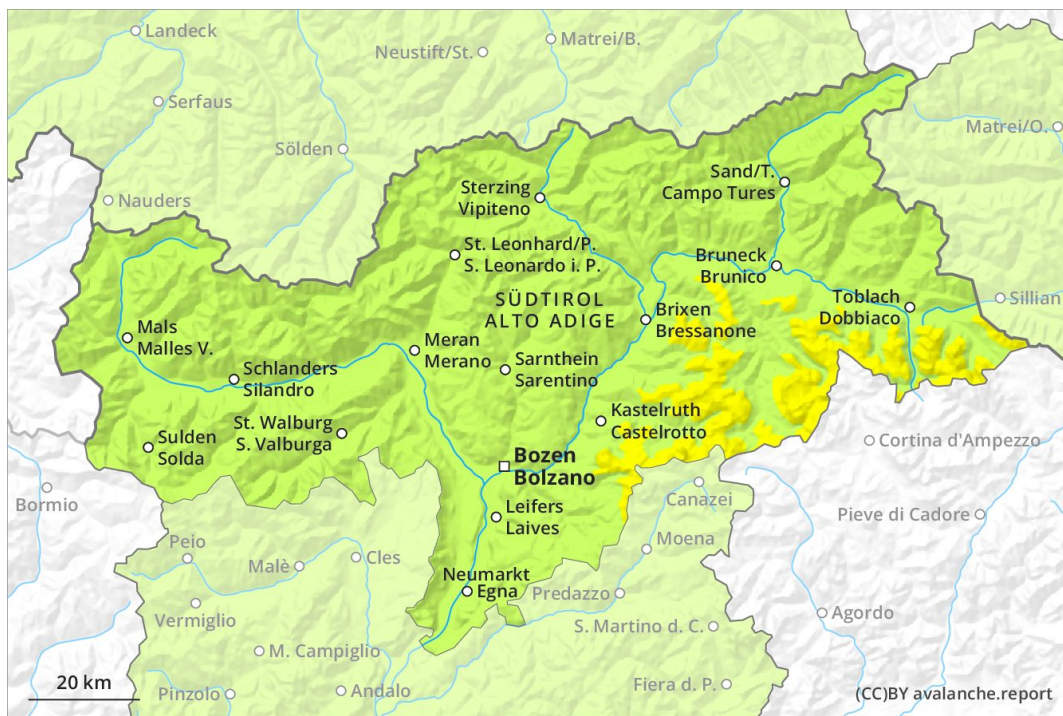 Landeck
Matrei/B.
Neustift/St.
Serfaus
Matrei/O.
Sölden
Sand/T.
Campo Tures
Sterzing
Vipiteno
Nauders
St. Leonhard/P.
S. Leonardo i. P.
Bruneck
Brunico
SÜDTIROL
ALTO ADIGE
Toblach
Dobbiaco
Sillian
Brixen
Bressanone
Mals
Malles V.
Meran
Merano
Sarnthein
Sarentino
Schlanders
Silandro
St. Walburg
S. Valburga
Kastelruth
Castelrotto
Sulden
Solda
Cortina d'Ampezzo
Bozen
Bolzano
Bormio
Canazei
Leifers
Laives
Pieve di Cadore
Peio
Moena
Cles
Malè
Neumarkt
Egna
Predazzo
Vermiglio
Agordo
S. Martino d. C.
M. Campiglio
20 km
Pinzolo
Andalo
Fiera d. P.
(CC)BY avalanche.report